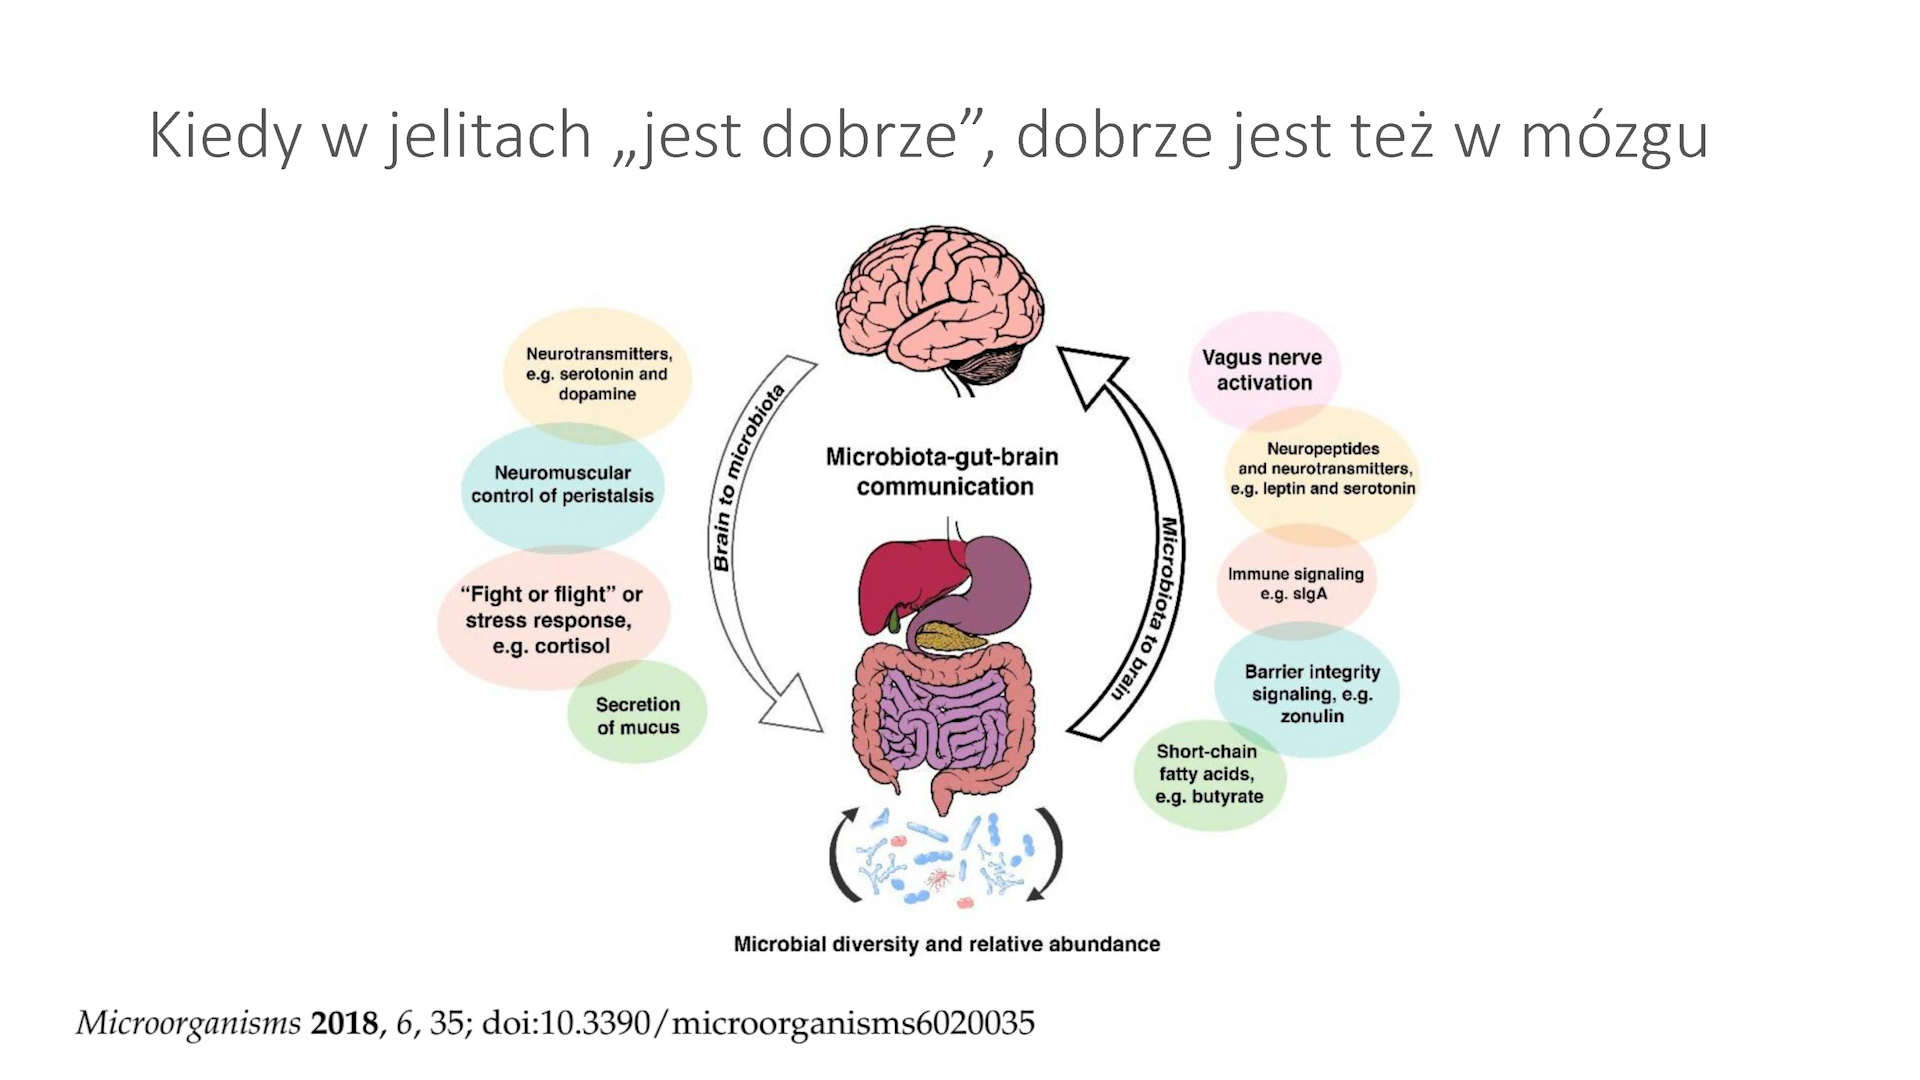 Kiedy w jelitach „jest dobrze”, dobrze jest też w mózgu
Neurotransmitters,
e.g. serotonin and
dopamine
Neuromuscular
control of peristalsis
“Fight or flight” or
stress response,
e.g. cortisol
Secretion
of mucus
Brain to microbiota
Microbiota-gut-brain
communication
Microbiota to brain
Vagus nerve
activation
Neuropeptides
and neurotransmitters,
e.g. leptin and serotonin
Immune signaling
e.g. sIgA
Barrier integrity
signaling, e.g.
zonulin
Short-chain
fatty acids,
e.g. butyrate
Microbial diversity and relative abundance
Microorganisms 2018, 6, 35; doi:10.3390/microorganisms6020035